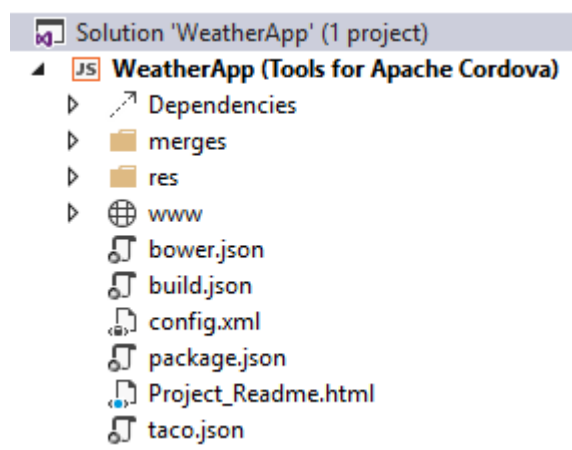 Solution 'WeatherApp' (1 project)
JS WeatherApp (Tools for Apache Cordova)
Dependencies
merges
res
www
bower.json
build.json
config.xml
package.json
Project_Readme.html
taco.json